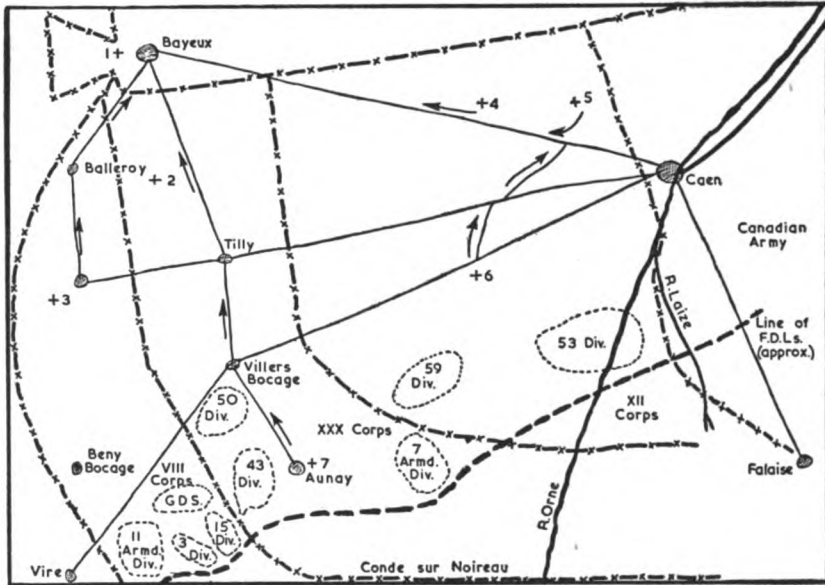 1+
Bayeux
+4
+5
Balleroy
+2
Caen
Canadian
Army
Tilly
+3
+6
R.Laize
Line of
F.D.Ls.
(approx.)
53 Div.
59
Div.
Villers
Bocage
50
Div.
XXX Corps
XII
Corps
7
Armd.
Div.
Beny
Bocage
VIII
Corps
43
Div.
+7
Aunay
Falaise
G.D.S.
R.Orne
11
Armd.
Div.
3
Div.
15
Div.
Vire
Conde sur Noireau